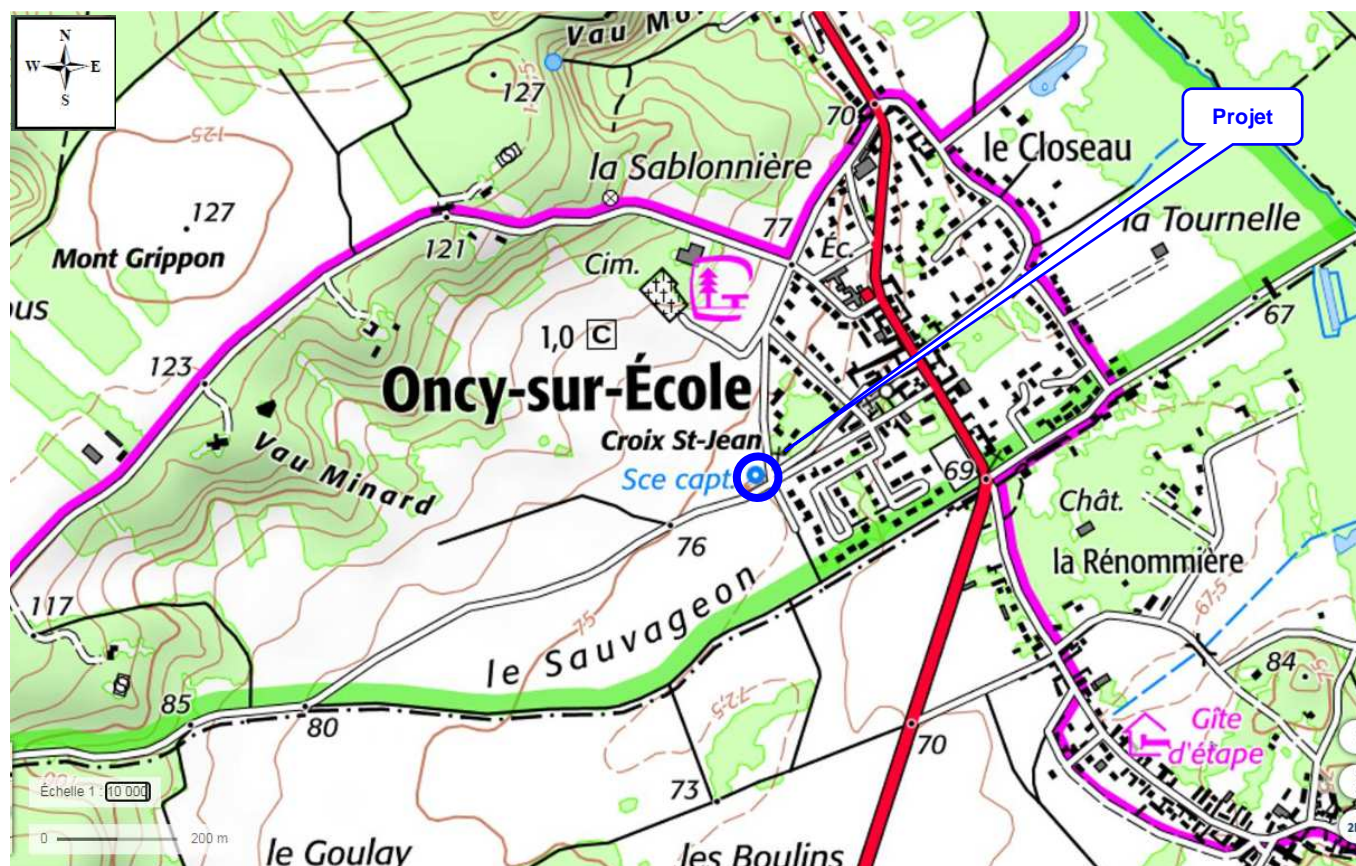 N
W E
S
Vau Mo
127
125
70
Projet
le Closeau
la Sablonnière
127
Mont Grippon
121
77
Éc.
la Tournelle
Cim.
67
ous
1,0 C
123
Oncy-sur-École
Croix St-Jean
Sce capt.
69
Vau Minard
76
Chât.
la Rénommière
67,5
117
75
le Sauvageon
84
75
85
80
72,5
70
Gîte
d'étape
73
Échelle 1 : 10 000
0 200 m
le Goulay
les Boulins